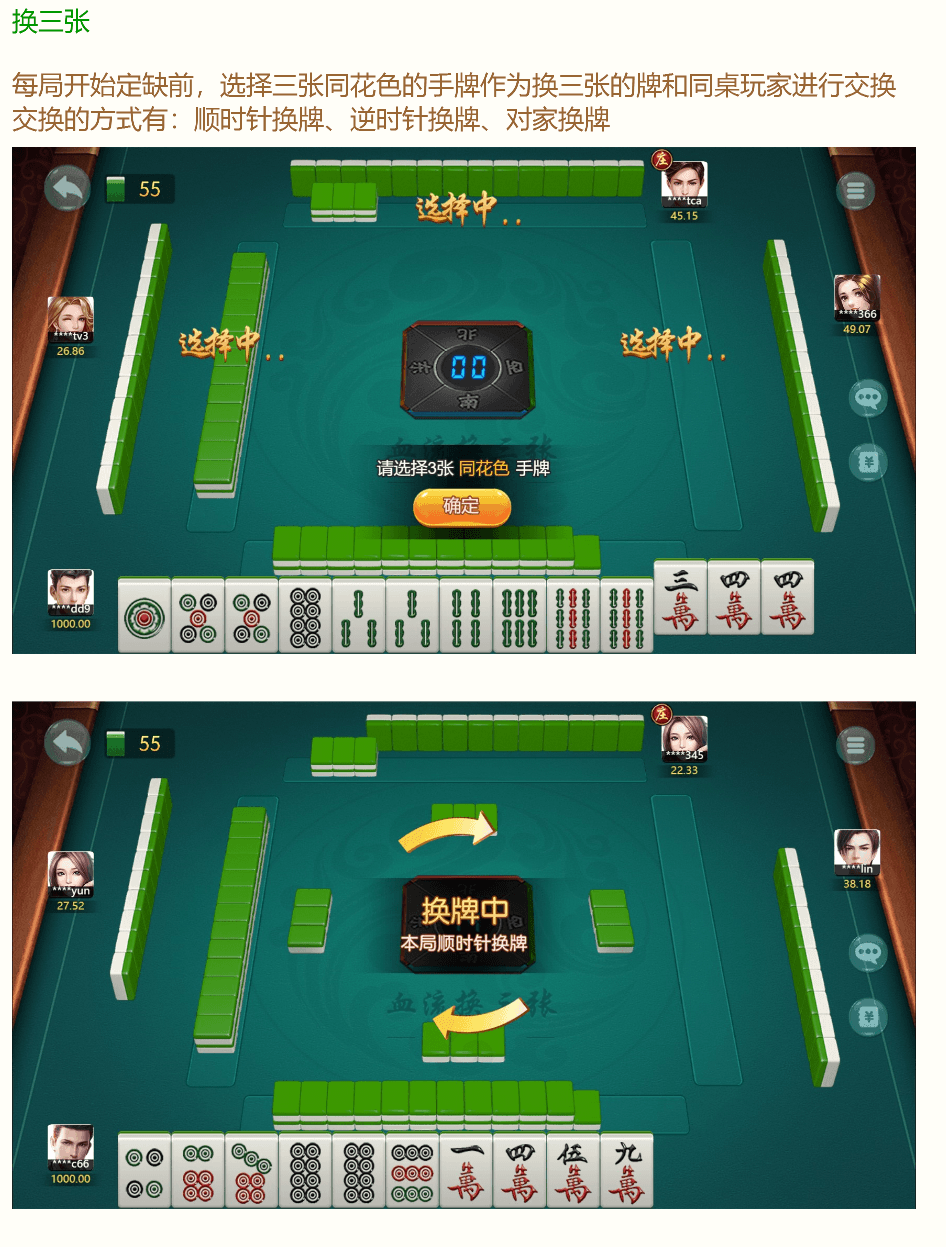 换三张
每局开始定缺前，选择三张同花色的手牌作为换三张的牌和同桌玩家进行交换
交换的方式有：顺时针换牌、逆时针换牌、对家换牌
55
庄
****tca
45.15
选择中..
****tv3
26.86
****366
49.07
选择中..
选择中..
北
00
南
血流换三张
请选择3张 同花色 手牌
确定
****dd9
1000.00
三萬
四萬
四萬
55
庄
****345
22.33
****yun
27.52
****lin
38.18
换牌中
本局顺时针换牌
血流换三张
****c66
1000.00
一萬
四萬
伍萬
九萬